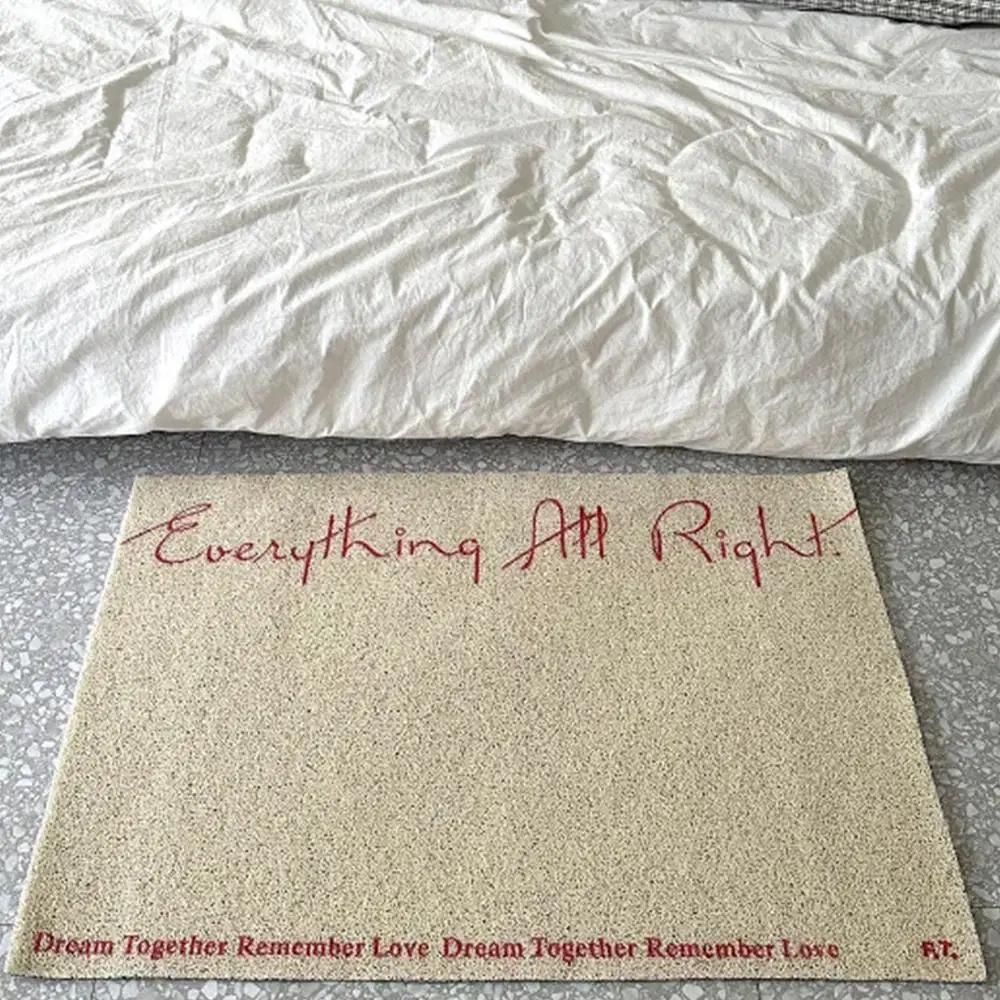 Everything All Right.
Dream Together Remember Love Dream Together Remember Love F.T.